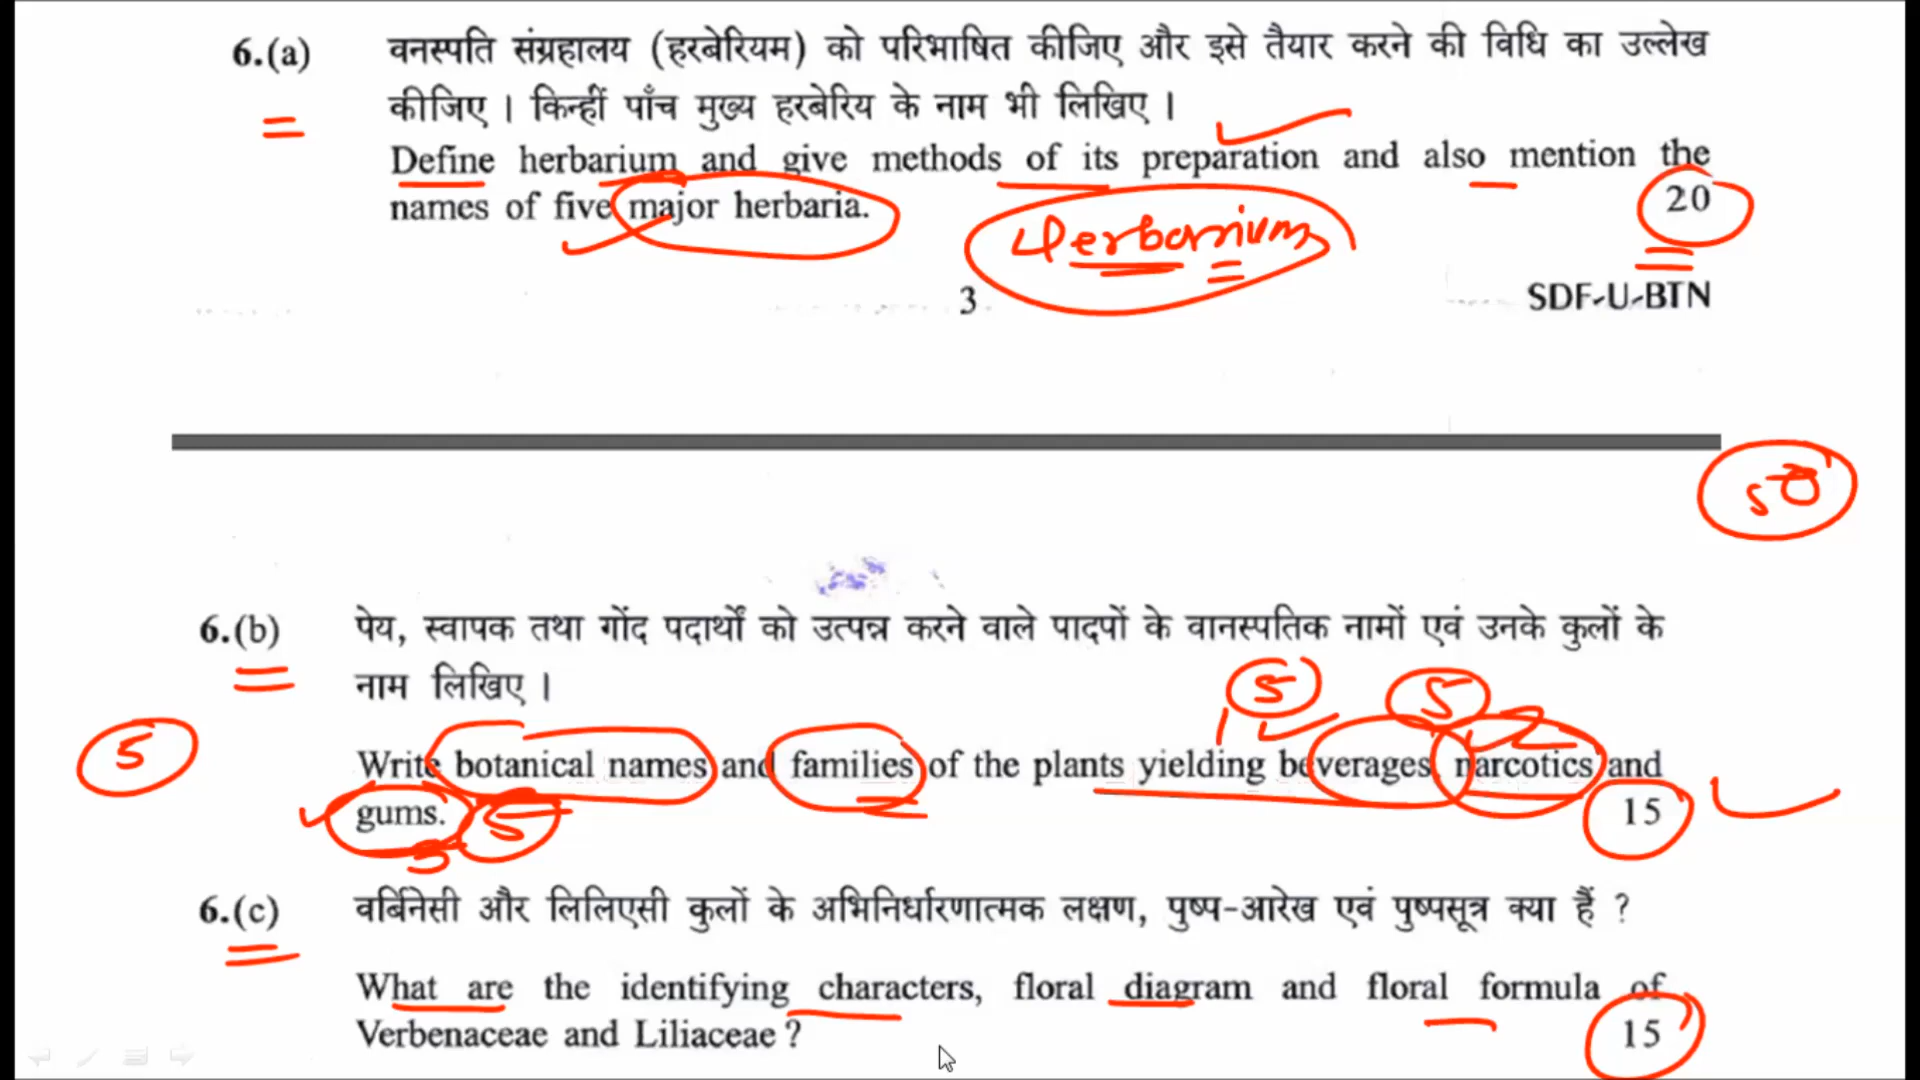 6.(a) वनस्पति संग्रहालय (हरबेरियम) को परिभाषित कीजिए और इसे तैयार करने की विधि का उल्लेख
कीजिए । किन्हीं पाँच मुख्य हरबेरिय के नाम भी लिखिए ।
Define herbarium and give methods of its preparation and also mention the
names of five major herbaria. 20
Herbarium
3 SDF-U-BTN
50
6.(b) पेय, स्वापक तथा गोंद पदार्थों को उत्पन्न करने वाले पादपों के वानस्पतिक नामों एवं उनके कुलों के
नाम लिखिए ।
5 5
5
Write botanical names and families of the plants yielding beverages, narcotics and
gums. 5 15
5
6.(c) वर्बिनेसी और लिलिएसी कुलों के अभिनिर्धारणात्मक लक्षण, पुष्प-आरेख एवं पुष्पसूत्र क्या हैं ?
What are the identifying characters, floral diagram and floral formula of
Verbenaceae and Liliaceae ? 15